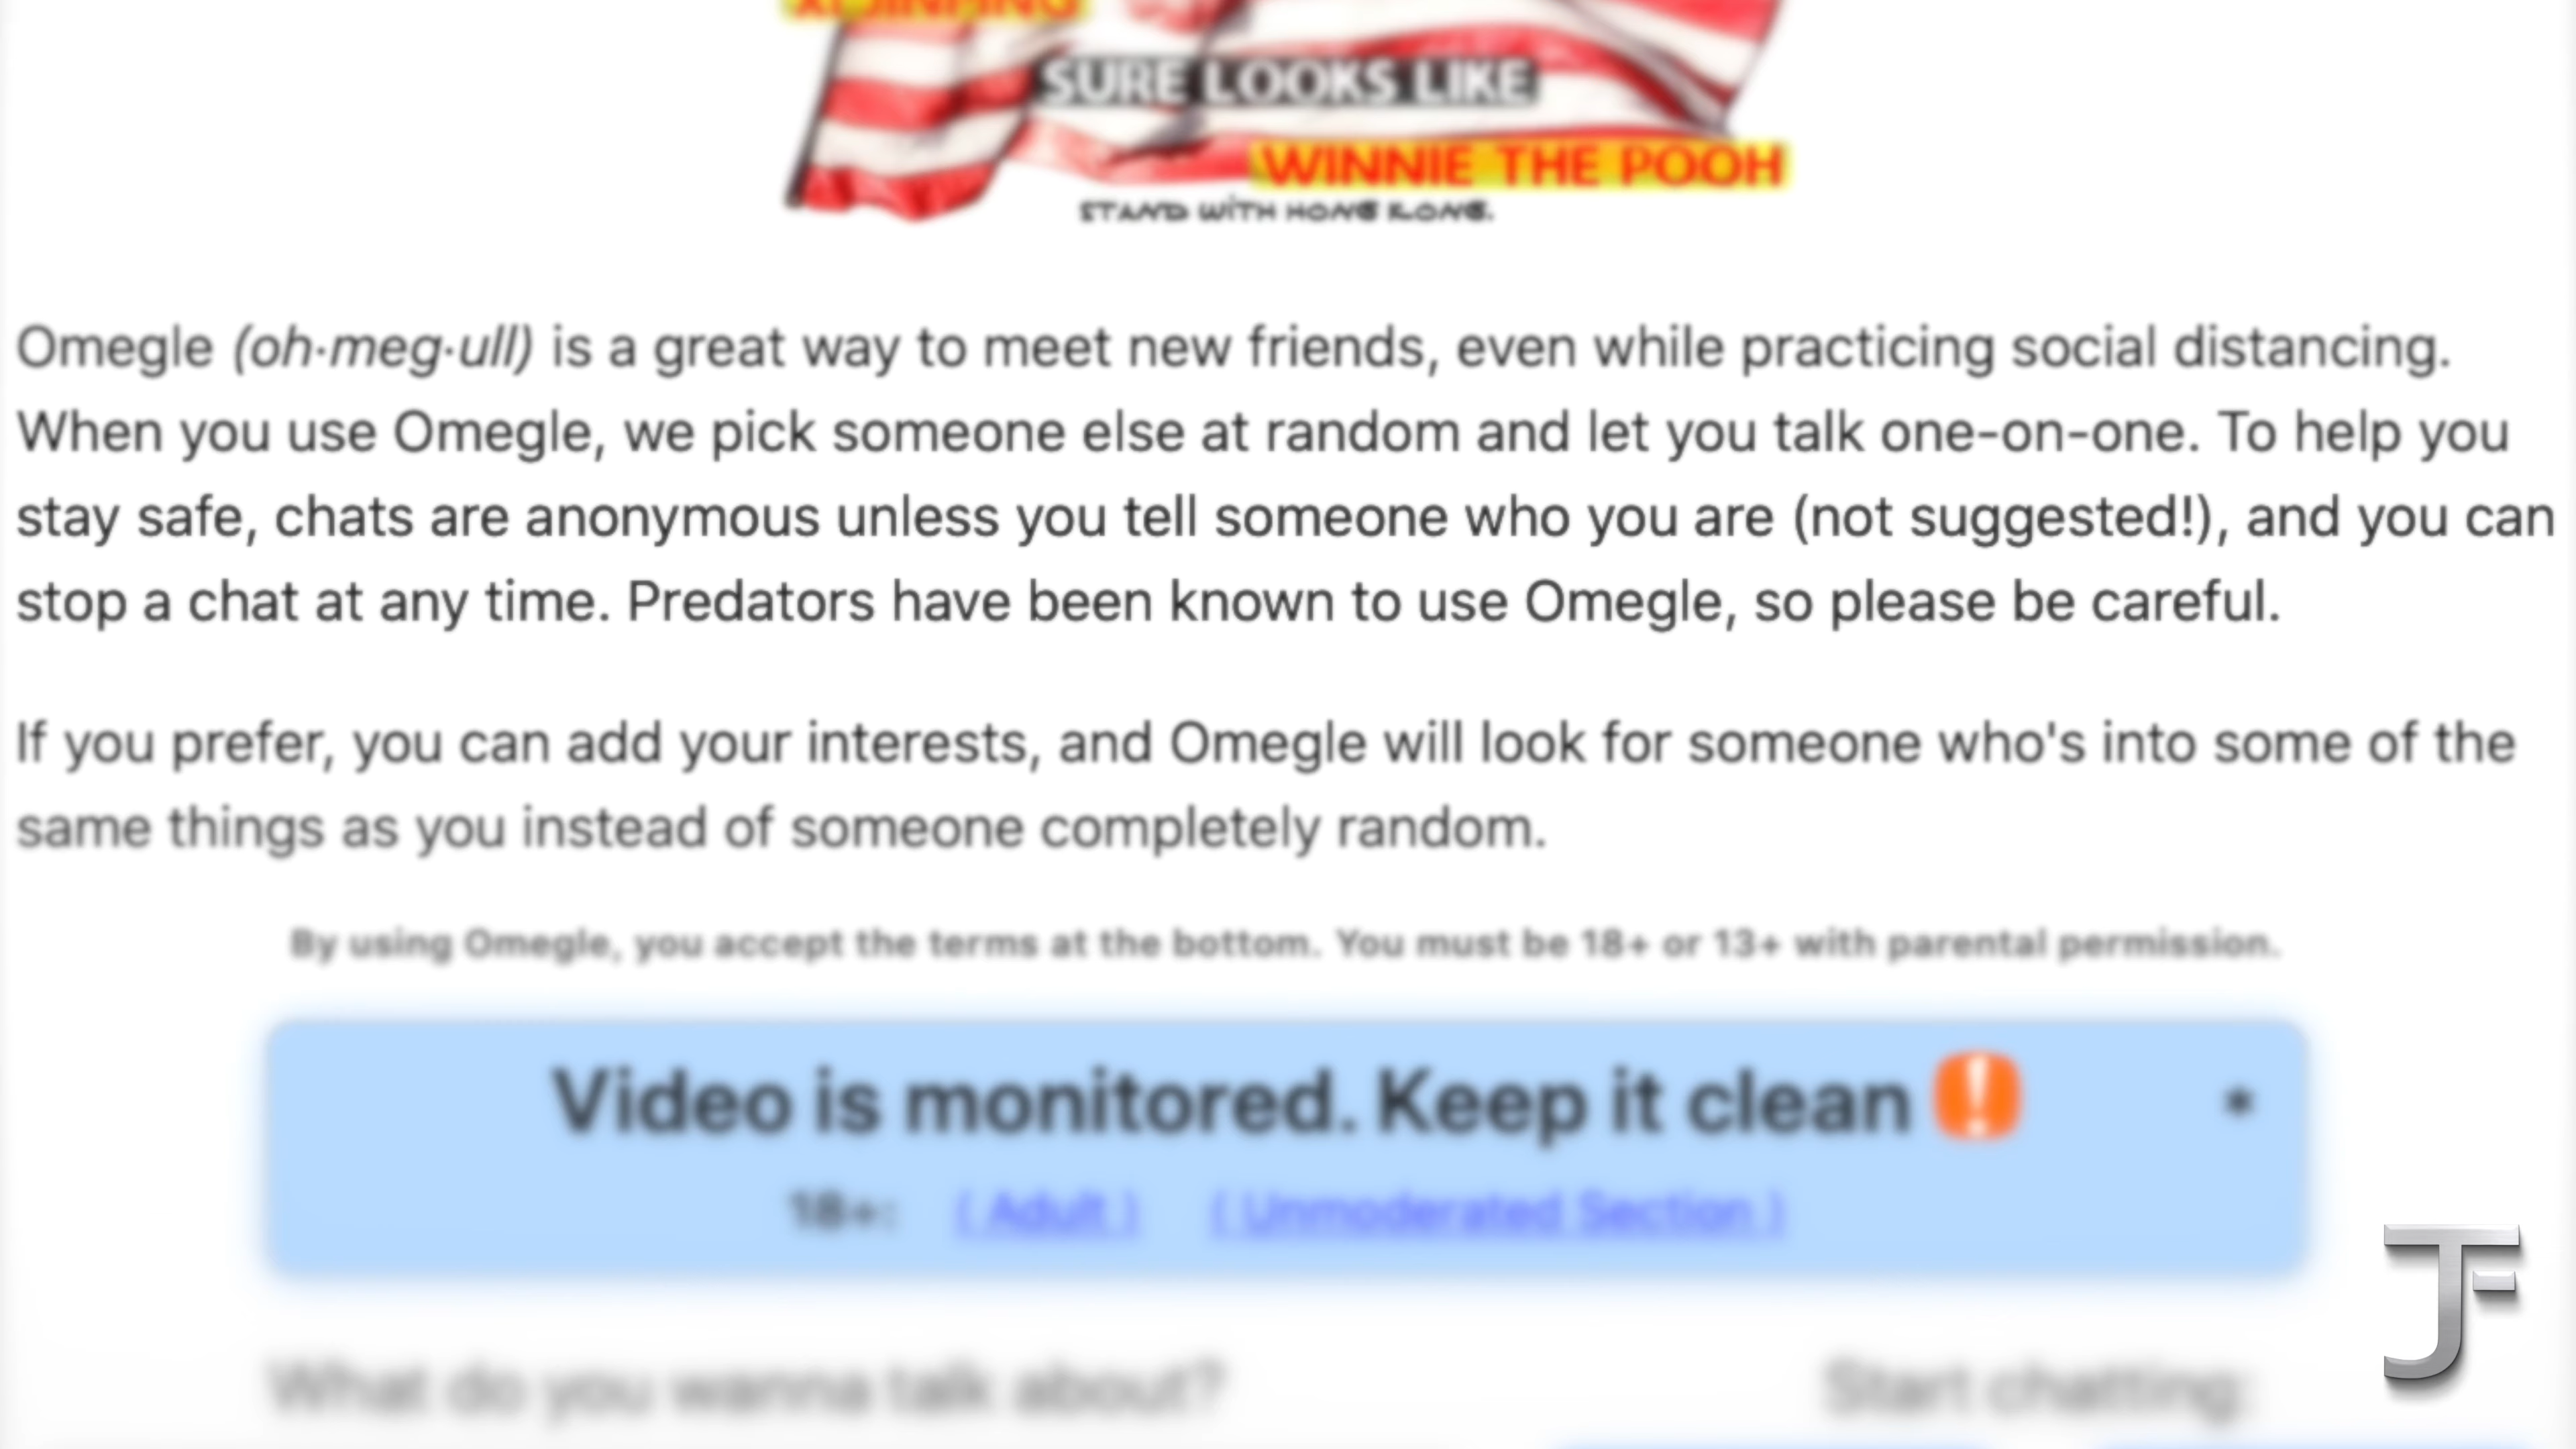 SURE LOOKS LIKE
WINNIE THE POOH
STAND WITH HONG KONG.
Omegle (oh·meg·ull) is a great way to meet new friends, even while practicing social distancing.
When you use Omegle, we pick someone else at random and let you talk one-on-one. To help you
stay safe, chats are anonymous unless you tell someone who you are (not suggested!), and you can
stop a chat at any time. Predators have been known to use Omegle, so please be careful.
If you prefer, you can add your interests, and Omegle will look for someone who's into some of the
same things as you instead of someone completely random.
By using Omegle, you accept the terms at the bottom. You must be 18+ or 13+ with parental permission.
Video is monitored. Keep it clean ❗ *
18+: ( Adult ) ( Unmoderated Section )
What do you wanna talk about? Start chatting:
JF